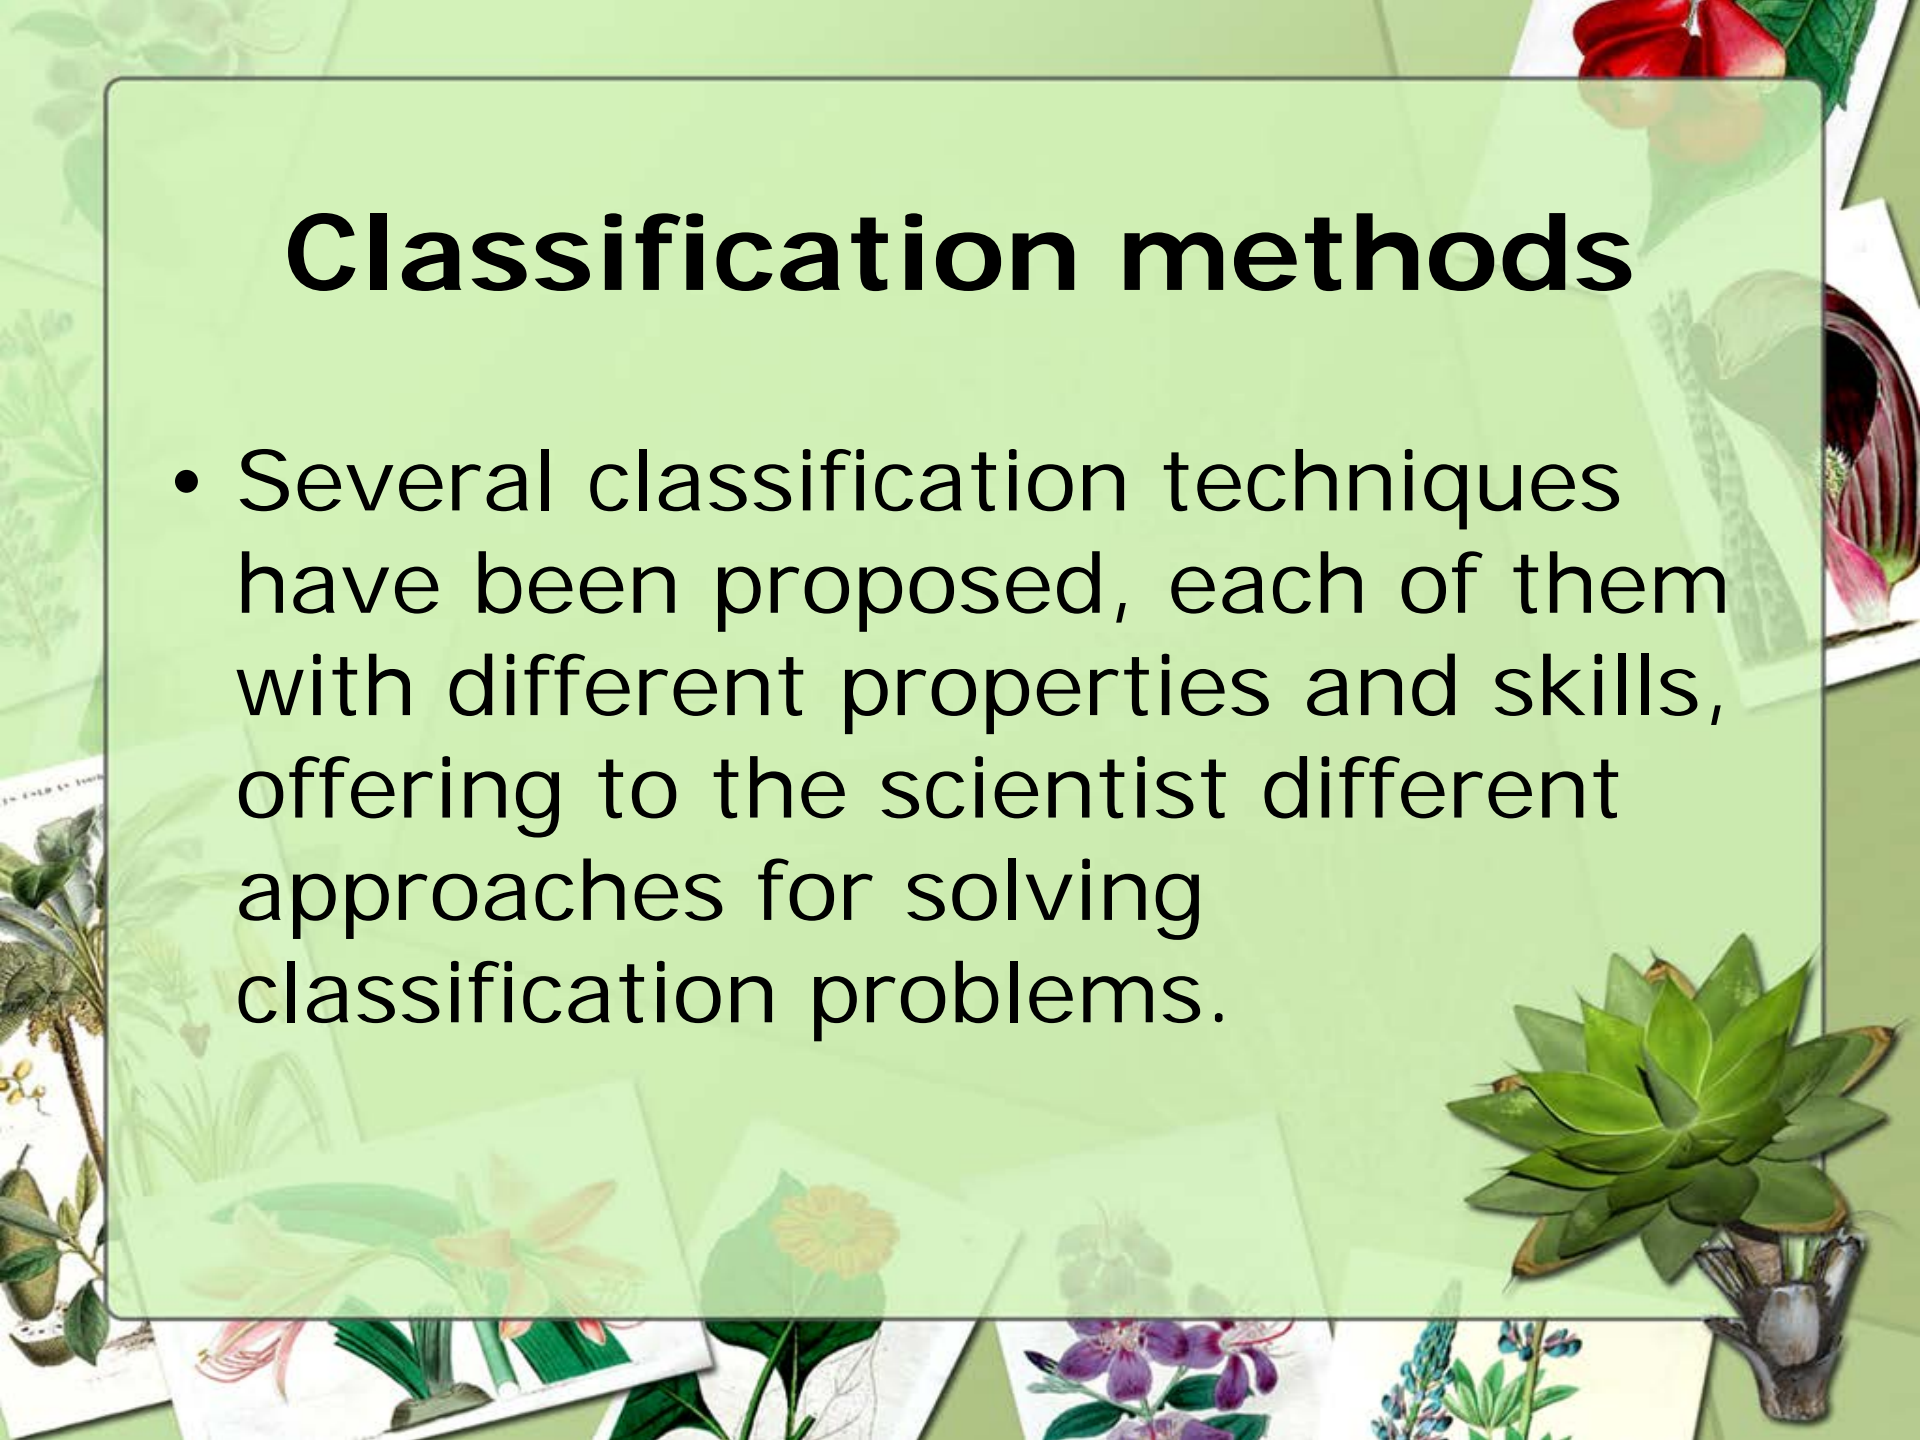 Classification methods
• Several classification techniques
have been proposed, each of them
with different properties and skills,
offering to the scientist different
approaches for solving
classification problems.